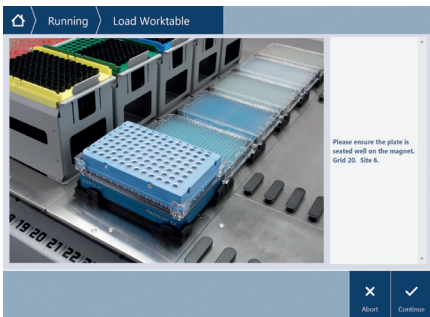 Running
Load Worktable
Please ensure the plate is
seated well on the magnet.
Grid 20. Site 6.
19 20 21 22
Abort
Continue